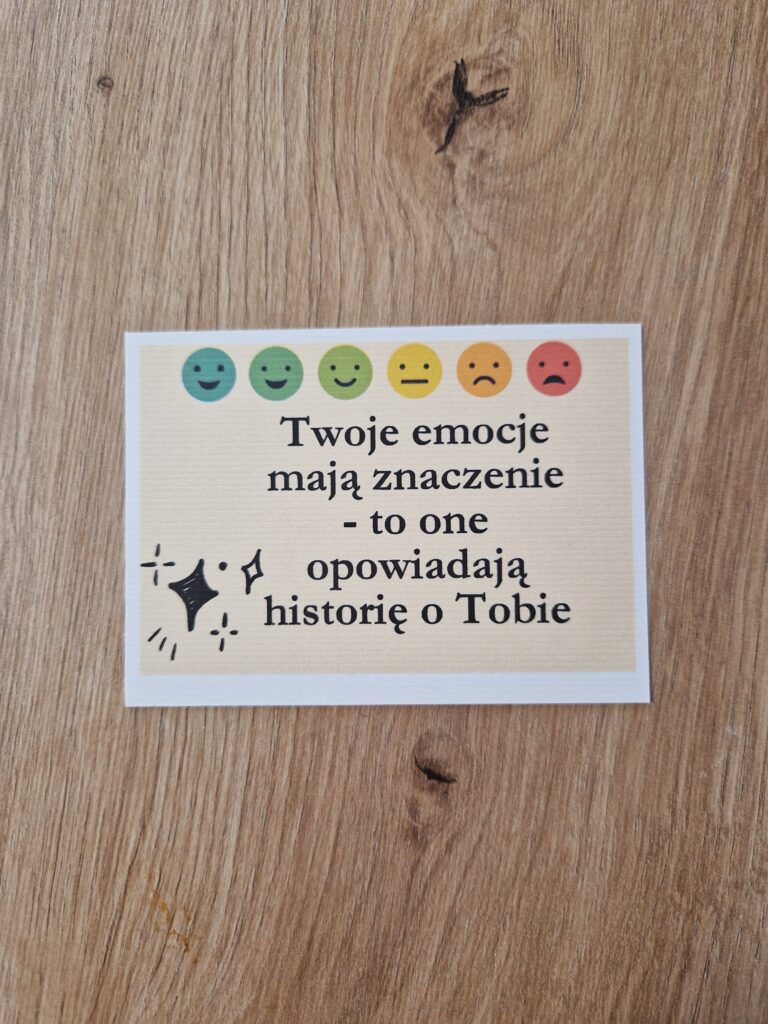 Twoje emocje
mają znaczenie
- to one
opowiadają
historię o Tobie